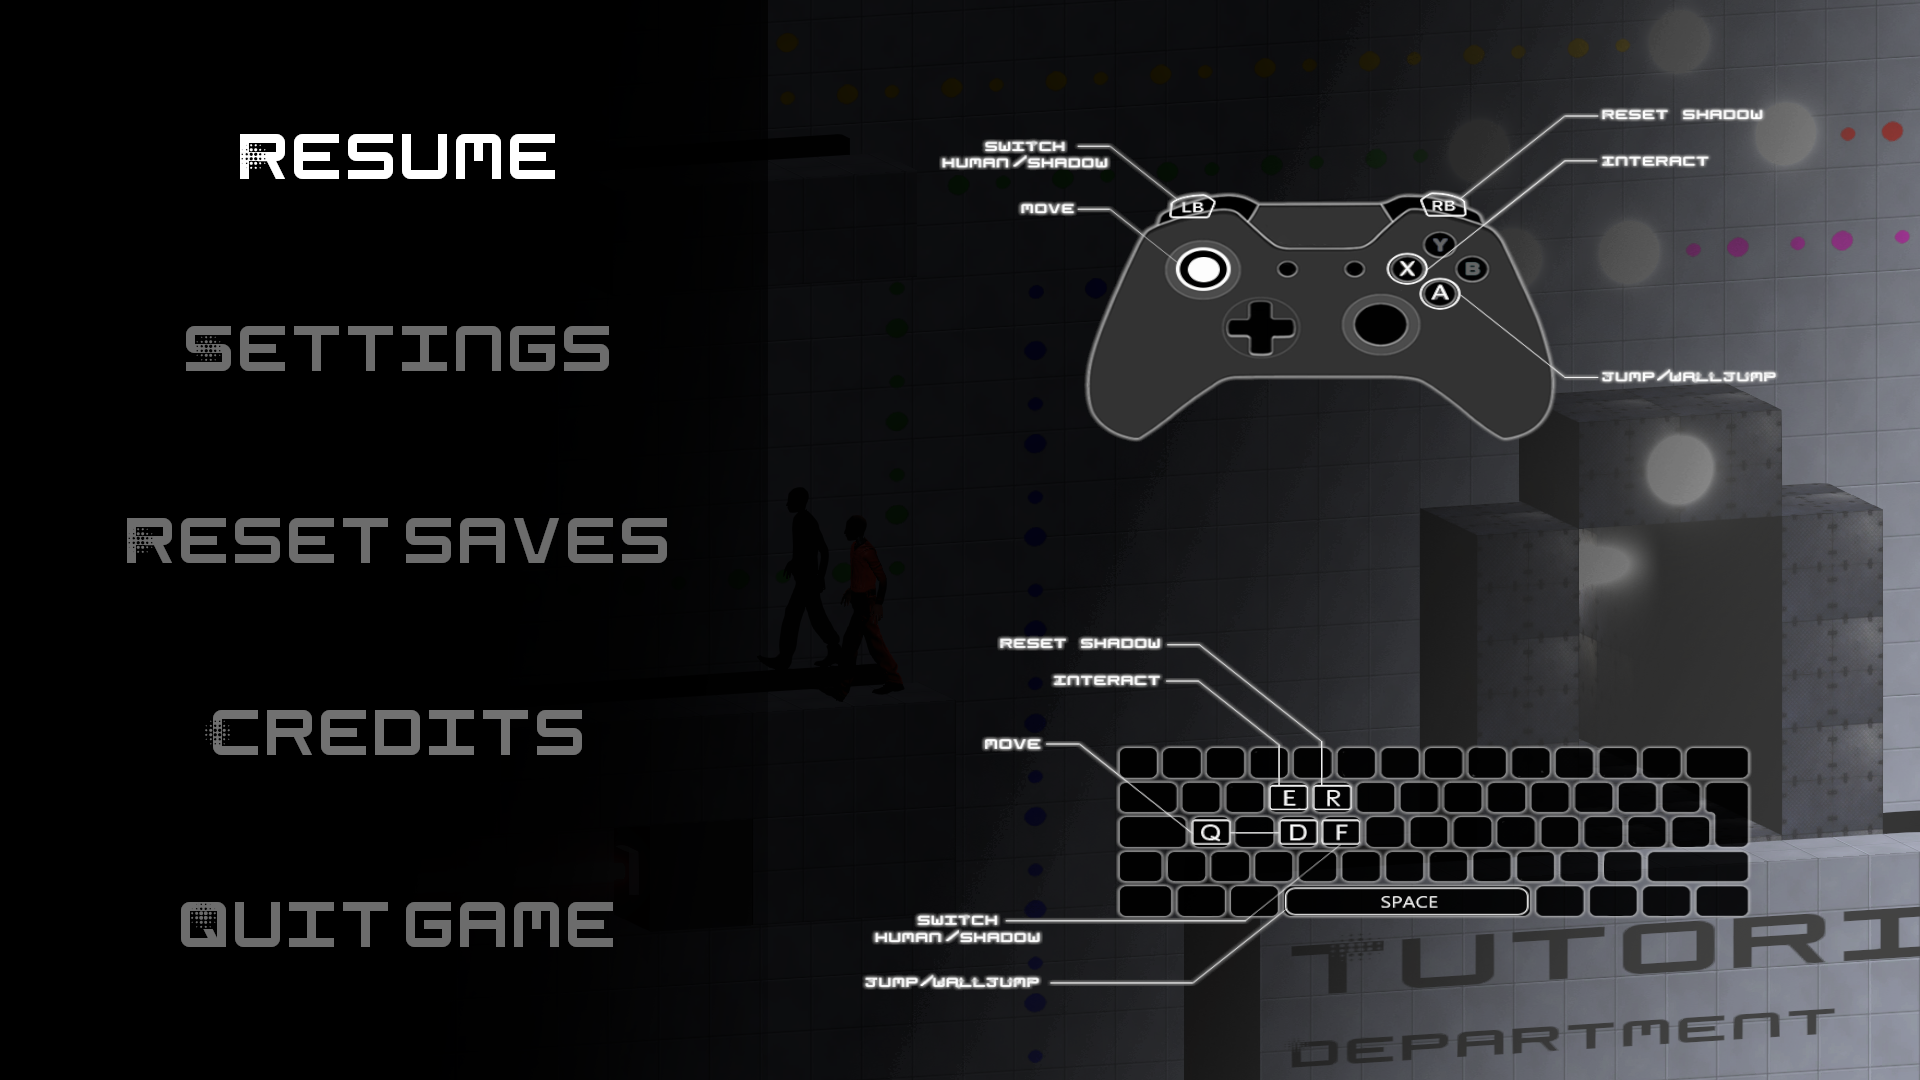 RESUME
SETTINGS
RESET SAVES
CREDITS
QUIT GAME
SWITCH
HUMAN/SHADOW
MOVE
RESET SHADOW
INTERACT
JUMP/WALLJUMP
LB
RB
Y
X
B
A
RESET SHADOW
INTERACT
MOVE
E R
Q D F
SPACE
SWITCH
HUMAN/SHADOW
JUMP/WALLJUMP
TUTORI
DEPARTMENT